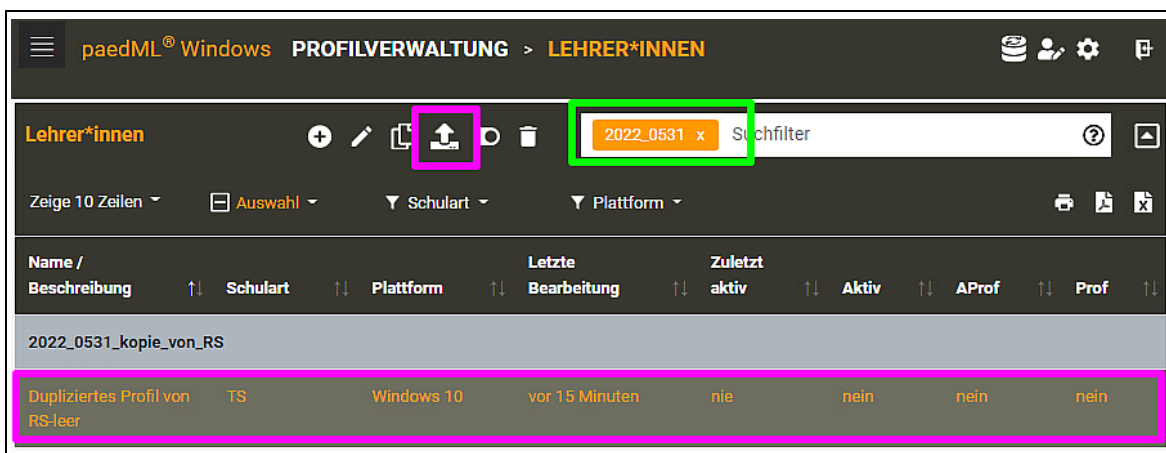 paedML® Windows PROFILVERWALTUNG > LEHRER*INNEN
Lehrer*innen 2022_0531 x Suchfilter
Zeige 10 Zeilen Auswahl Schulart Plattform
Name / Letzte Zuletzt
Beschreibung Schulart Plattform Bearbeitung aktiv Aktiv AProf Prof
2022_0531_kopie_von_RS
Dupliziertes Profil von TS Windows 10 vor 15 Minuten nie nein nein nein
RS-leer